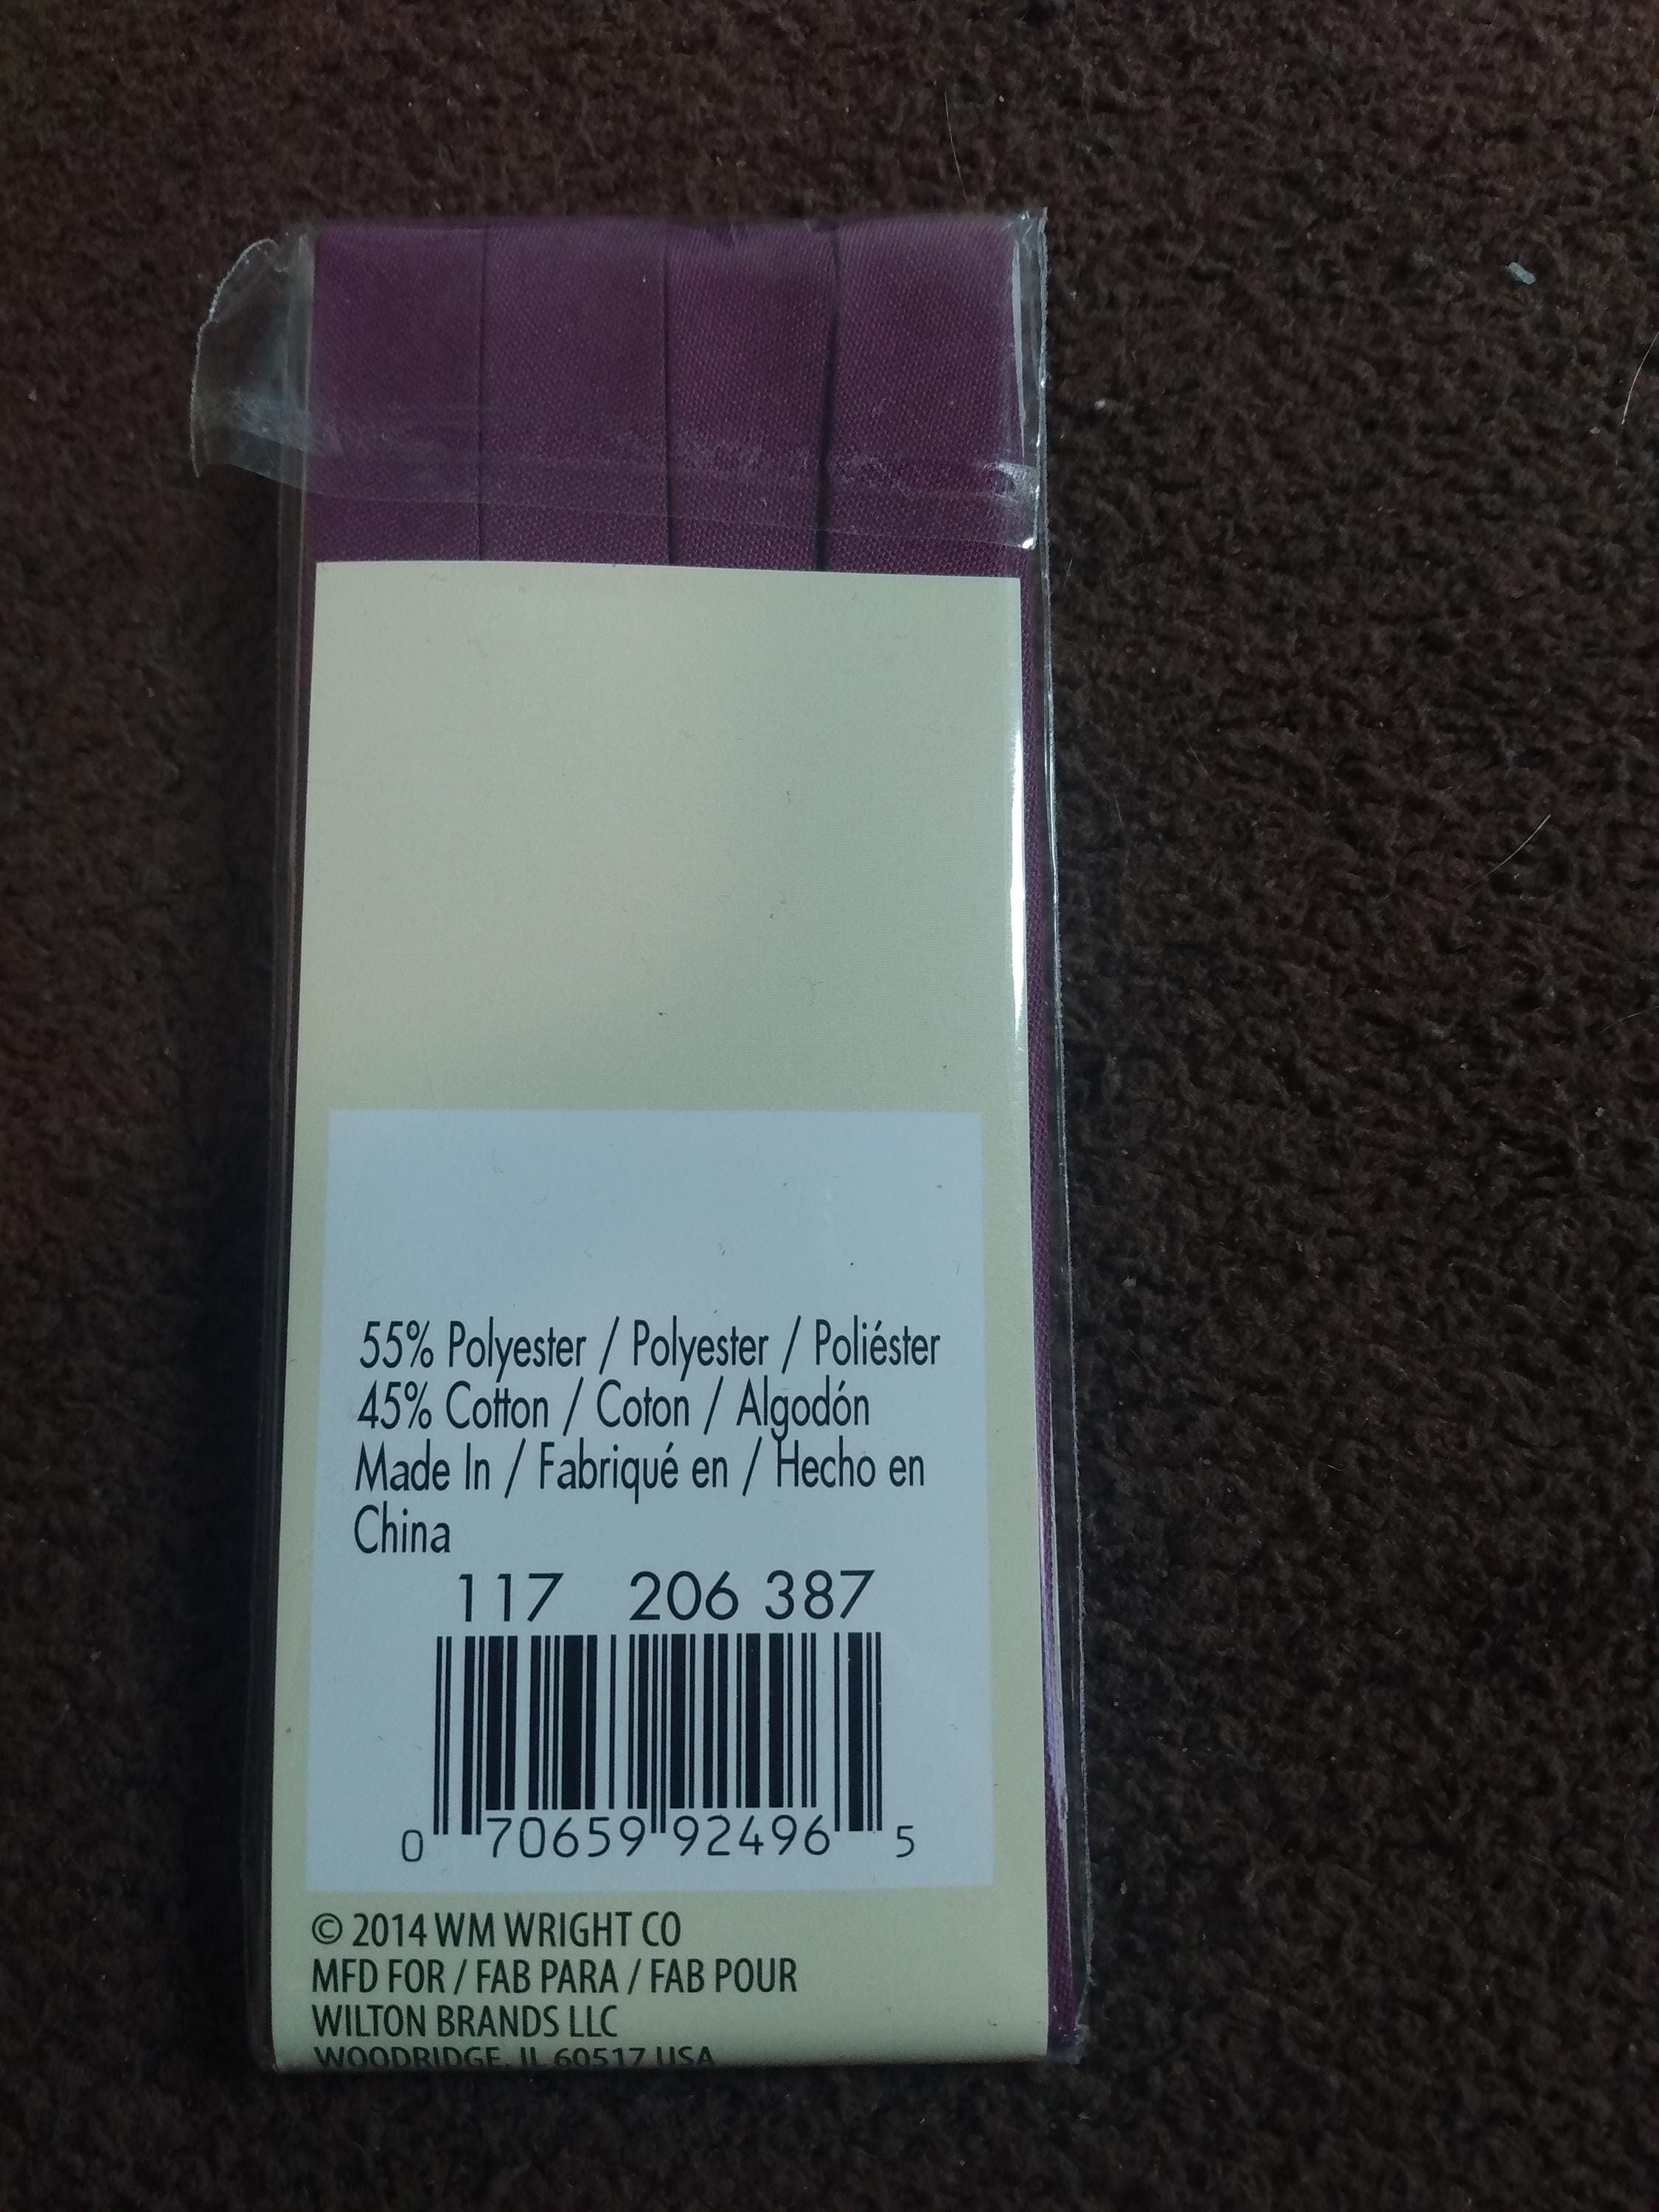 55% Polyester / Polyester / Poliéster
45% Cotton / Coton / Algodón
Made In / Fabriqué en / Hecho en
China
117 206 387
0 70659 92496 5
© 2014 WM WRIGHT CO
MFD FOR / FAB PARA / FAB POUR
WILTON BRANDS LLC
WOODRIDGE, IL 60517 USA